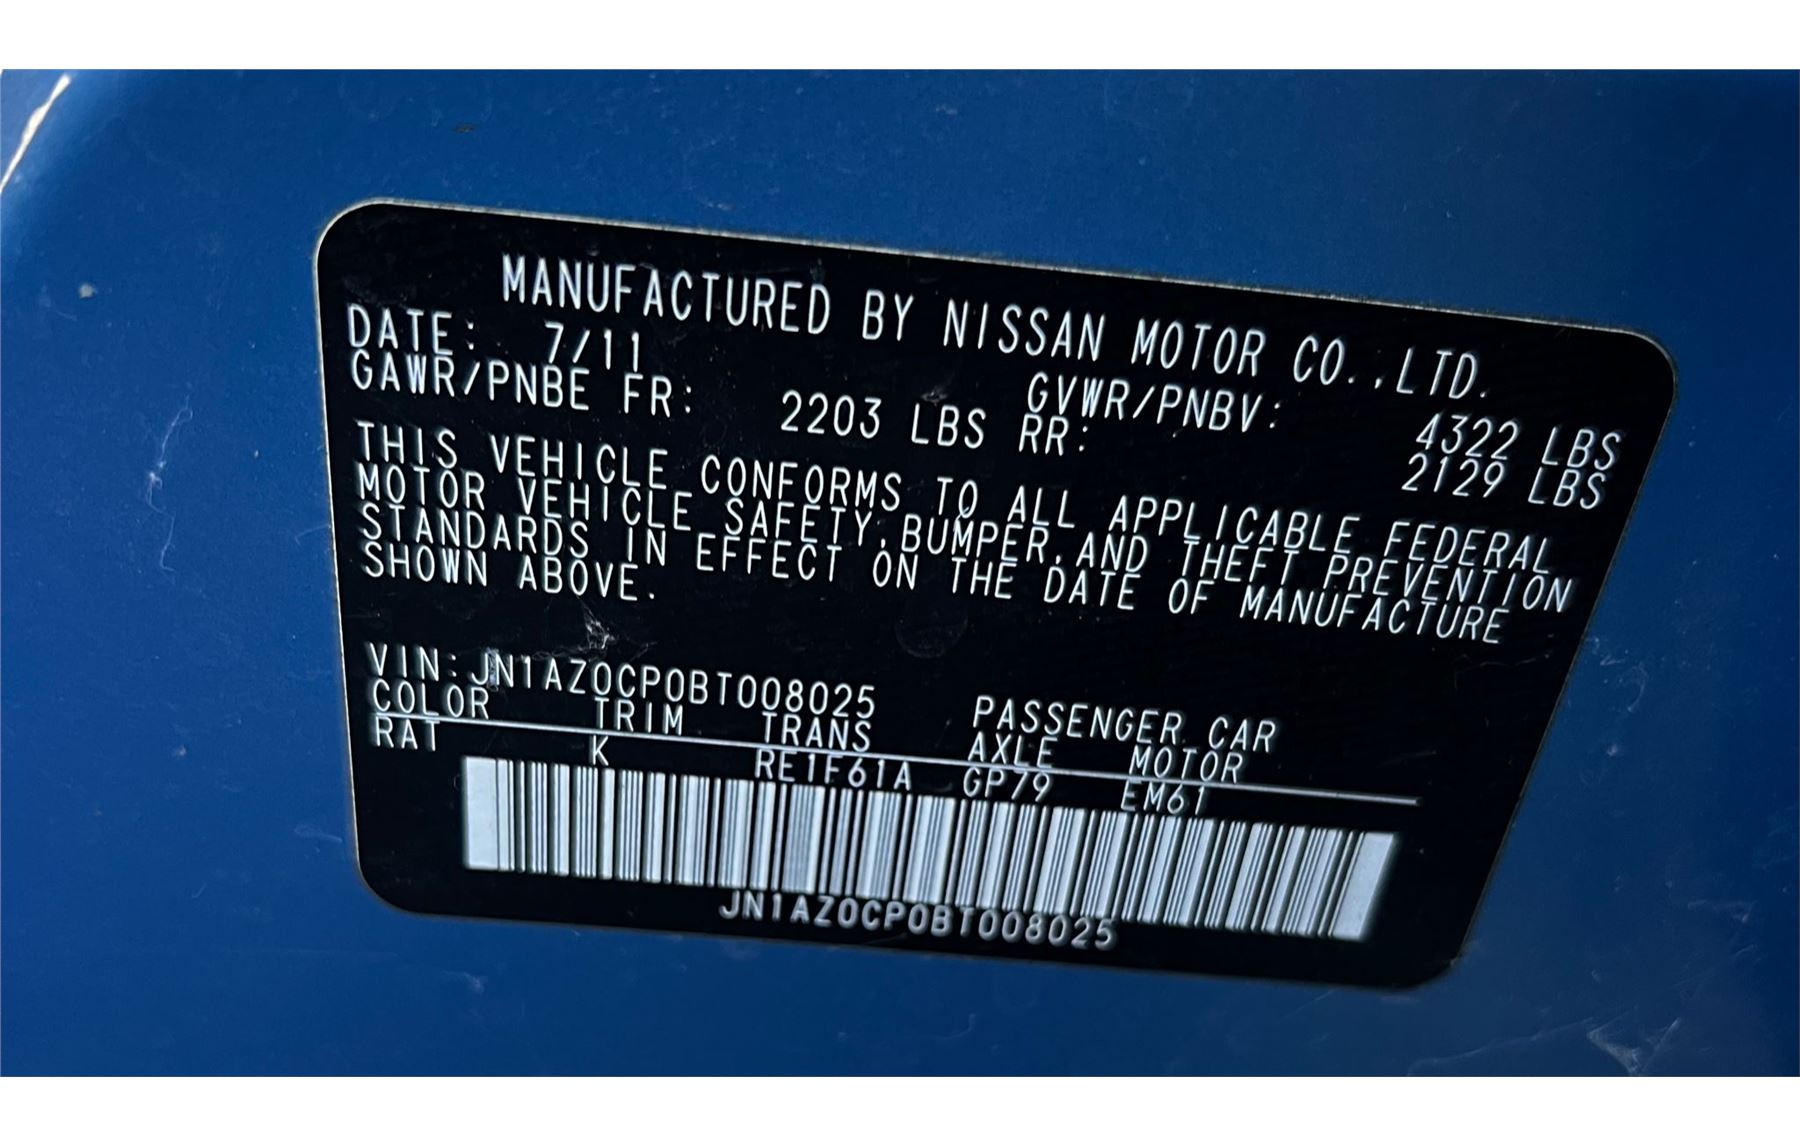 MANUFACTURED BY NISSAN MOTOR CO.,LTD.
DATE: 7/11 GVWR/PNBV: 4322 LBS
GAWR/PNBE FR: 2203 LBS RR: 2129 LBS
THIS VEHICLE CONFORMS TO ALL APPLICABLE FEDERAL
MOTOR VEHICLE SAFETY,BUMPER,AND THEFT PREVENTION
STANDARDS IN EFFECT ON THE DATE OF MANUFACTURE
SHOWN ABOVE.
VIN:JN1AZ0CP0BT008025 PASSENGER CAR
COLOR TRIM TRANS AXLE MOTOR
RAT K RE1F61A GP79 EM61
JN1AZ0CP0BT008025